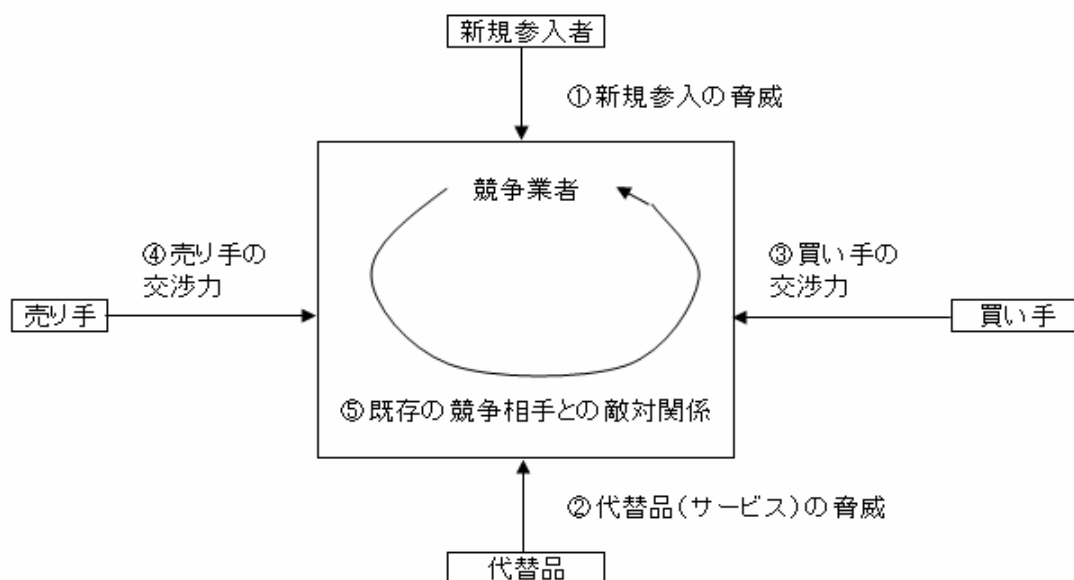 新規参入者
①新規参入の脅威
競争業者
④売り手の
交渉力
③買い手の
交渉力
売り手
買い手
⑤既存の競争相手との敵対関係
②代替品(サービス)の脅威
代替品